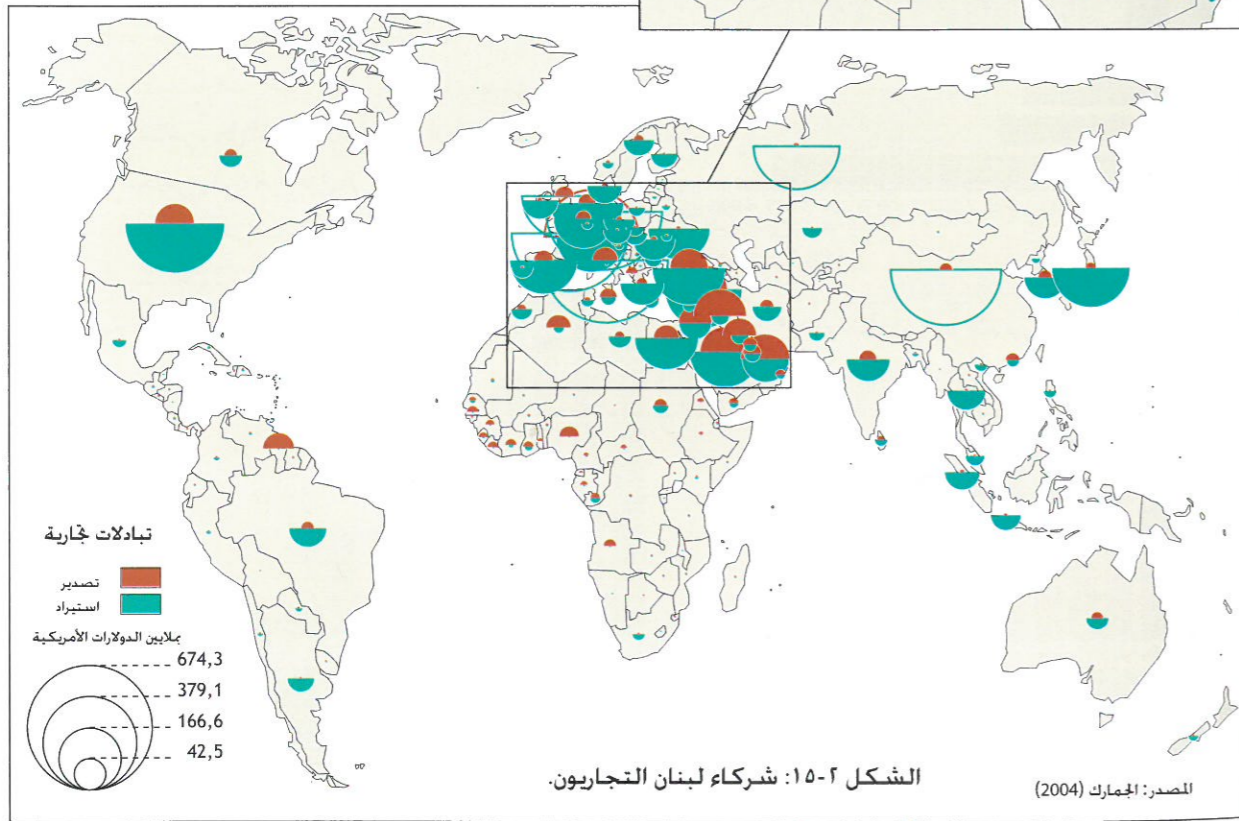 تبادلات تجارية
تصدير
استيراد
بملايين الدولارات الأمريكية
674,3
379,1
166,6
42,5
الشكل ٢-١٥: شركاء لبنان التجاريون.
المصدر: الجمارك (2004)